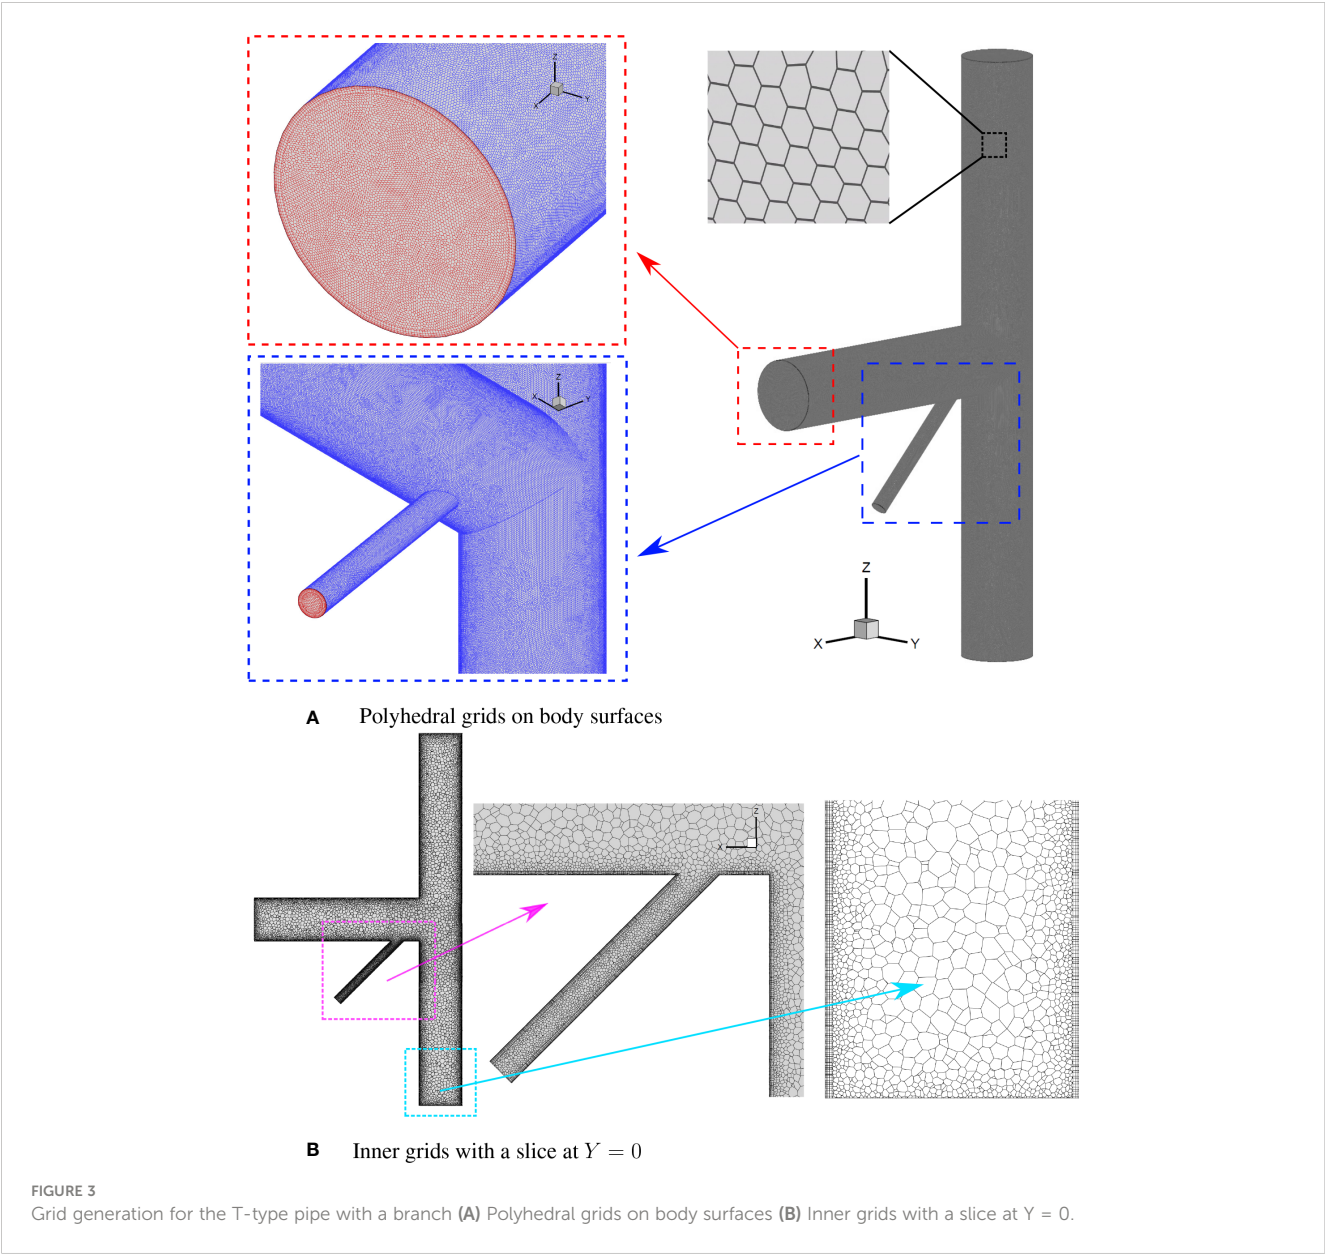 Z
X
Y
Z
X
Y
Z
X
Y
A Polyhedral grids on body surfaces
Z
X
B Inner grids with a slice at Y = 0
FIGURE 3
Grid generation for the T-type pipe with a branch (A) Polyhedral grids on body surfaces (B) Inner grids with a slice at Y = 0.